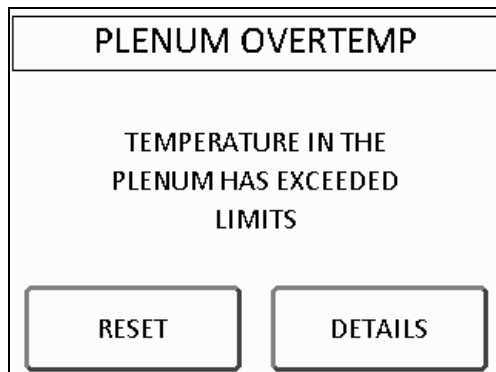 PLENUM OVERTEMP
TEMPERATURE IN THE
PLENUM HAS EXCEEDED
LIMITS
RESET
DETAILS